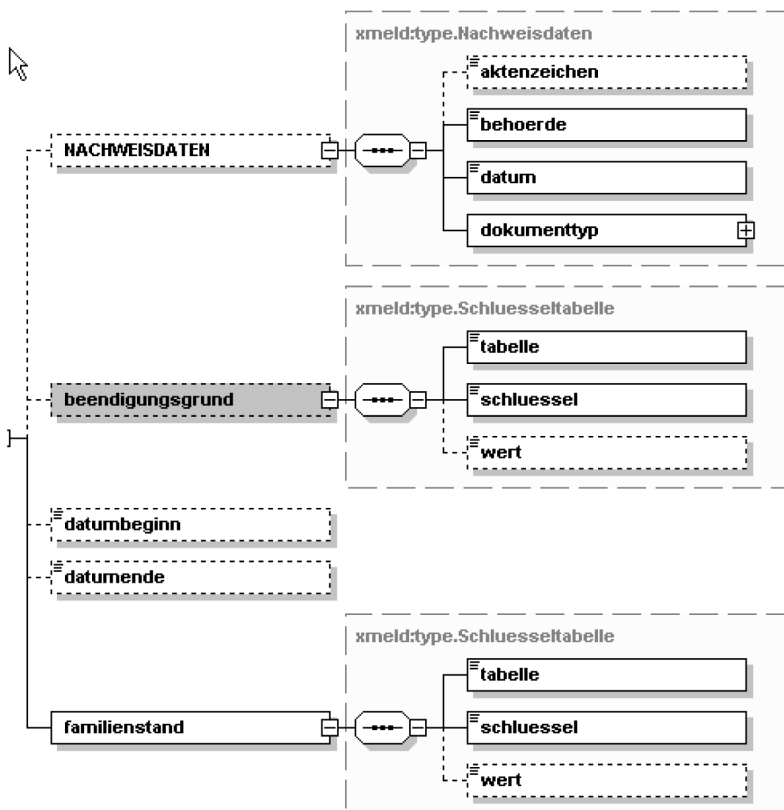 xmeld:type.Nachweisdaten
aktenzeichen
NACHWEISDATEN
behoerde
datum
dokumenttyp
xmeld:type.Schluesseltabelle
tabelle
beendigungsgrund
schluessel
wert
datumbeginn
datumende
xmeld:type.Schluesseltabelle
tabelle
familienstand
schluessel
wert